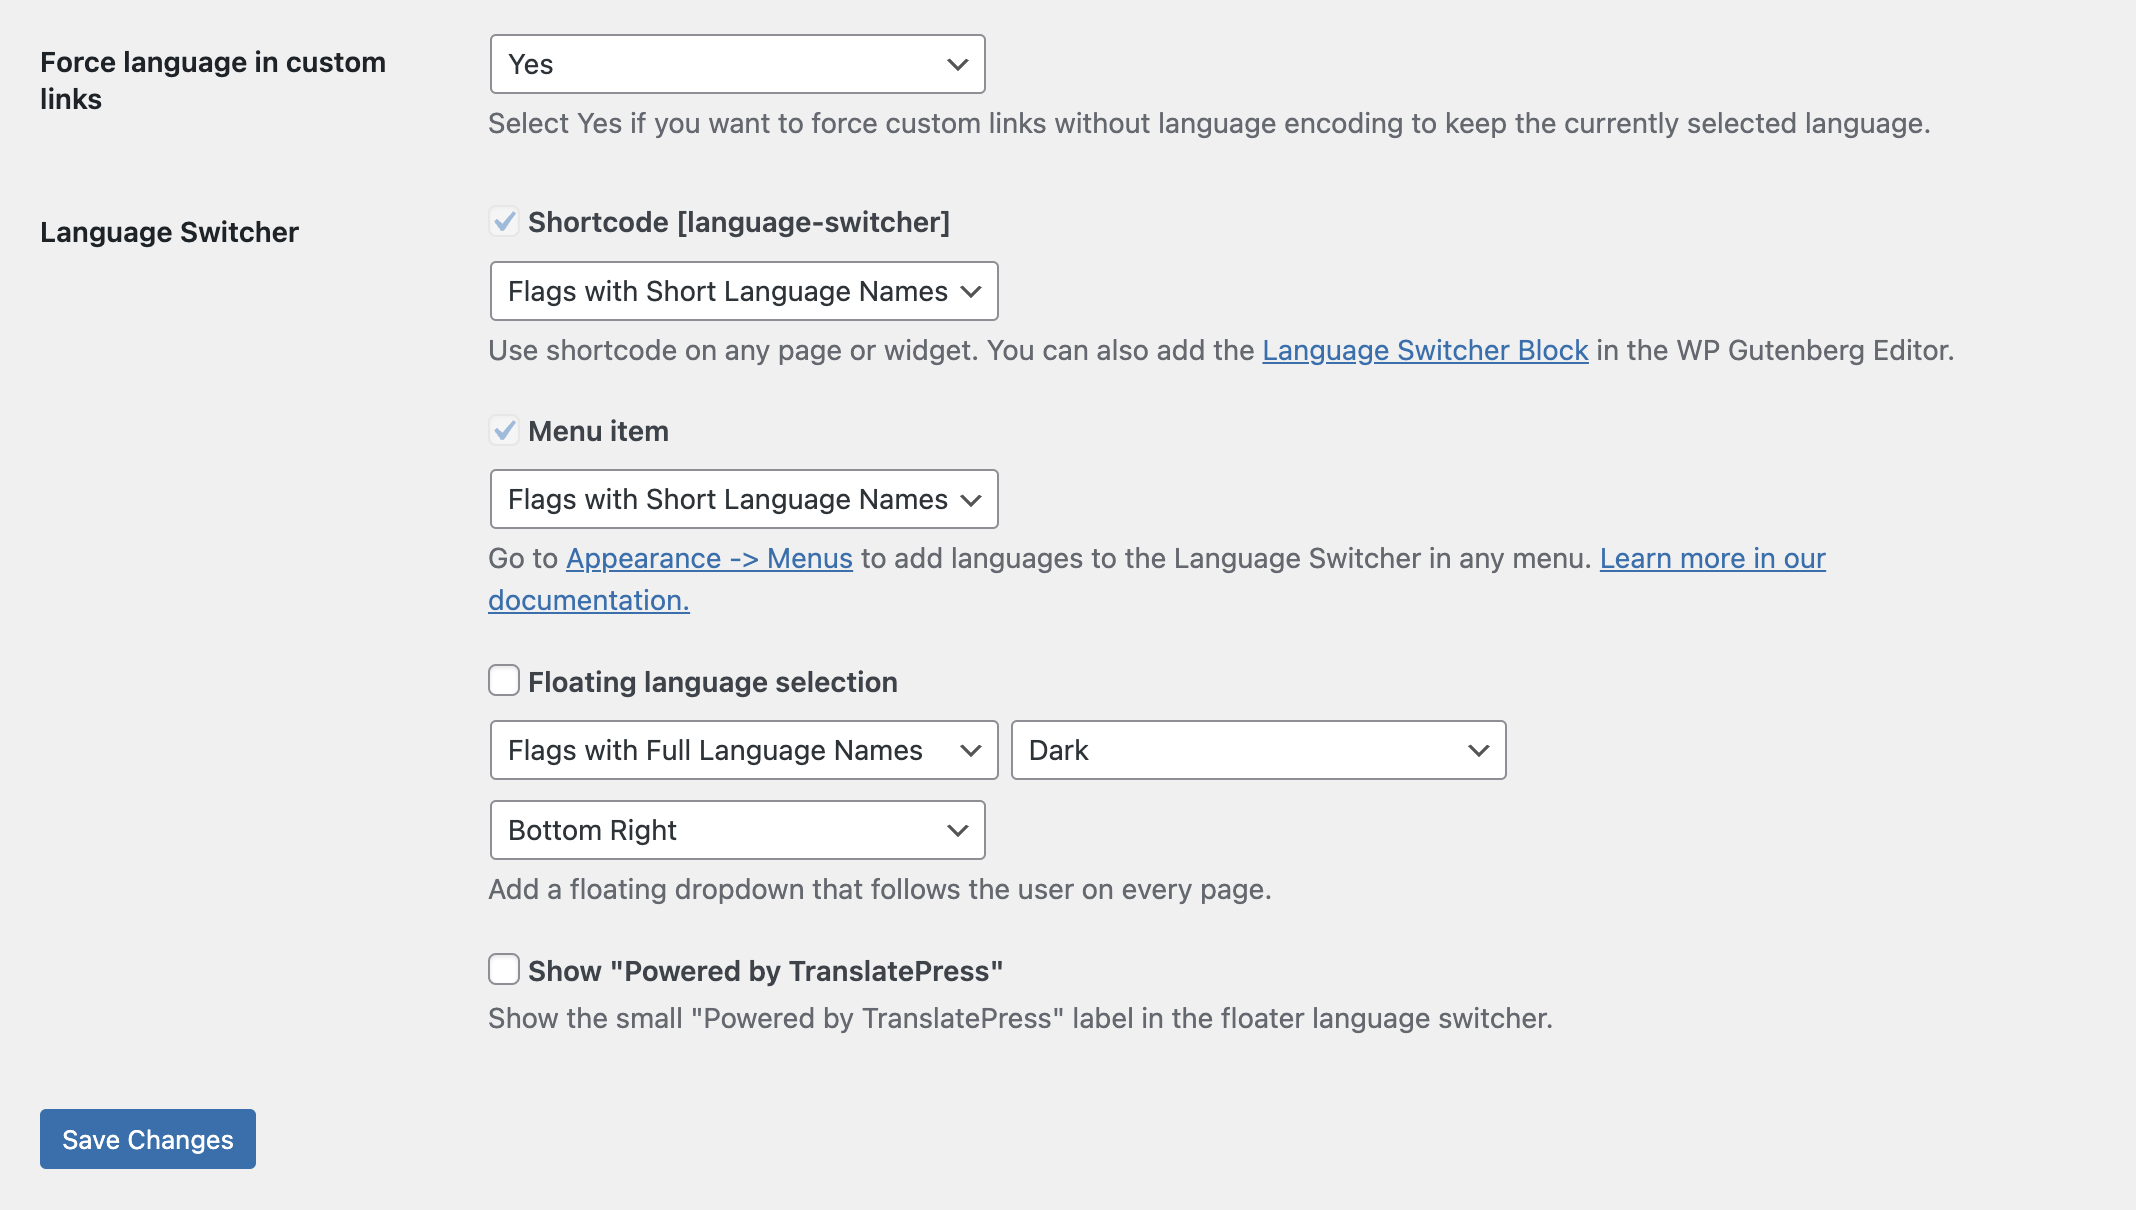 Force language in custom
links
Yes
Select Yes if you want to force custom links without language encoding to keep the currently selected language.
Language Switcher
Shortcode [language-switcher]
Flags with Short Language Names
Use shortcode on any page or widget. You can also add the Language Switcher Block in the WP Gutenberg Editor.
Menu item
Flags with Short Language Names
Go to Appearance -> Menus to add languages to the Language Switcher in any menu. Learn more in our
documentation.
Floating language selection
Flags with Full Language Names
Dark
Bottom Right
Add a floating dropdown that follows the user on every page.
Show "Powered by TranslatePress"
Show the small "Powered by TranslatePress" label in the floater language switcher.
Save Changes